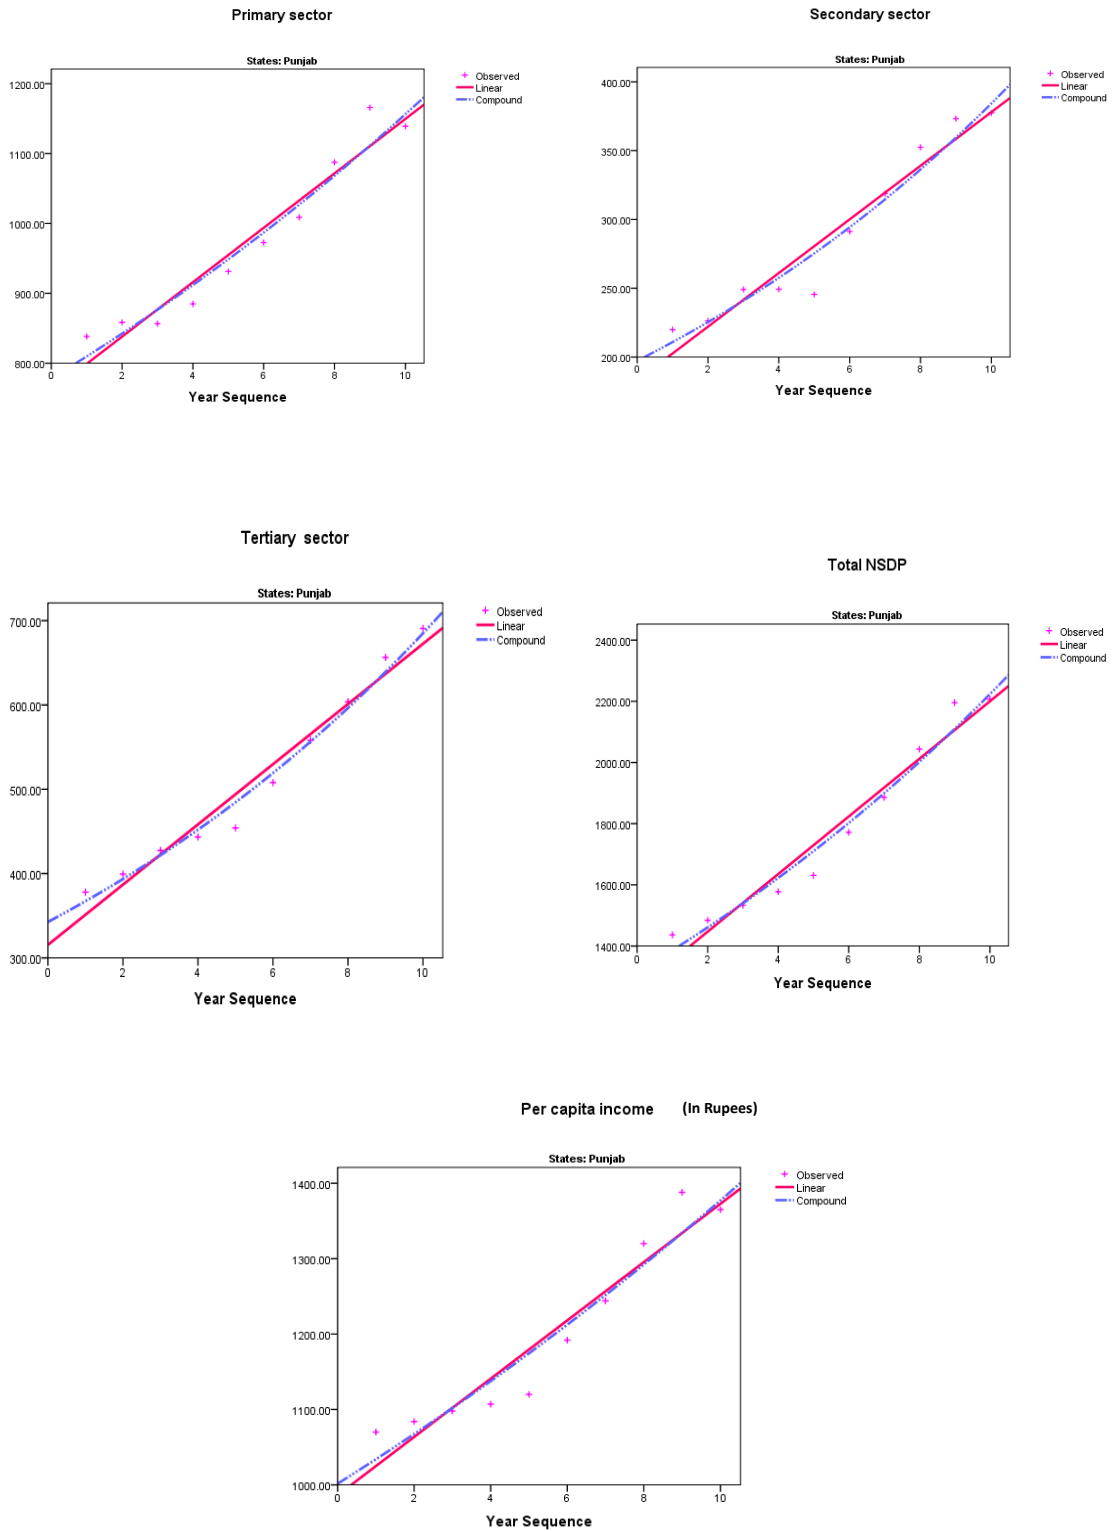 Primary sector
States: Punjab
Observed
Linear
Compound
1200.00
1100.00
1000.00
900.00
800.00
0 2 4 6 8 10
Year Sequence
Secondary sector
States: Punjab
Observed
Linear
Compound
400.00
350.00
300.00
250.00
200.00
0 2 4 6 8 10
Year Sequence
Tertiary sector
States: Punjab
Observed
Linear
Compound
700.00
600.00
500.00
400.00
300.00
0 2 4 6 8 10
Year Sequence
Total NSDP
States: Punjab
Observed
Linear
Compound
2400.00
2200.00
2000.00
1800.00
1600.00
1400.00
0 2 4 6 8 10
Year Sequence
Per capita income (In Rupees)
States: Punjab
Observed
Linear
Compound
1400.00
1300.00
1200.00
1100.00
1000.00
0 2 4 6 8 10
Year Sequence